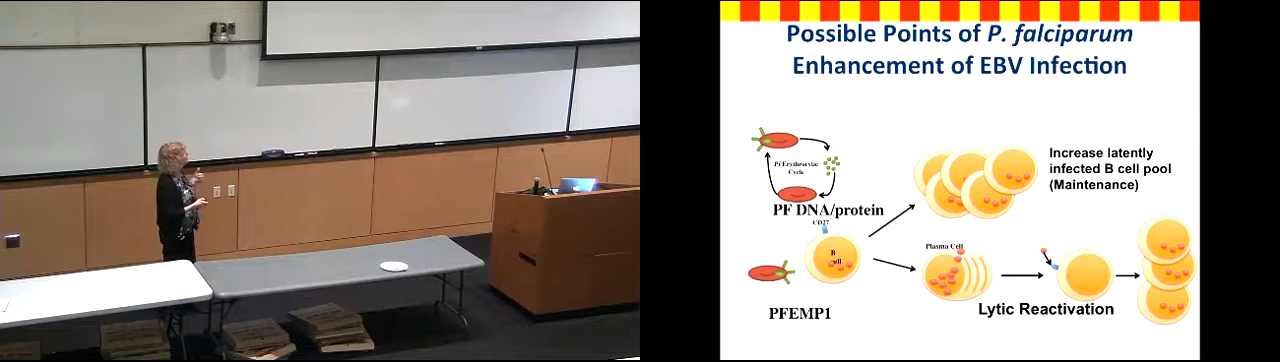 Possible Points of P. falciparum
Enhancement of EBV Infection
Pf Erythrocytic
Cycle
PF DNA/protein
CD27
B
cell
PFEMP1
Increase latently
infected B cell pool
(Maintenance)
Plasma Cell
Lytic Reactivation